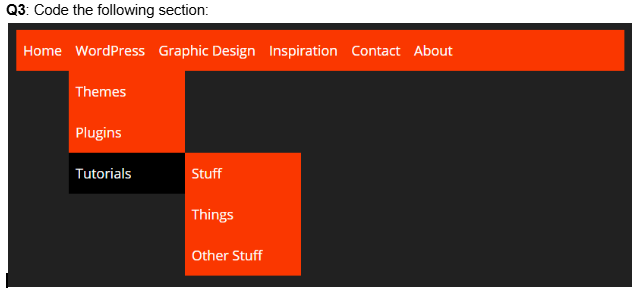 Q3: Code the following section:
Home WordPress Graphic Design Inspiration Contact About
Themes
Plugins
Tutorials Stuff
Things
Other Stuff